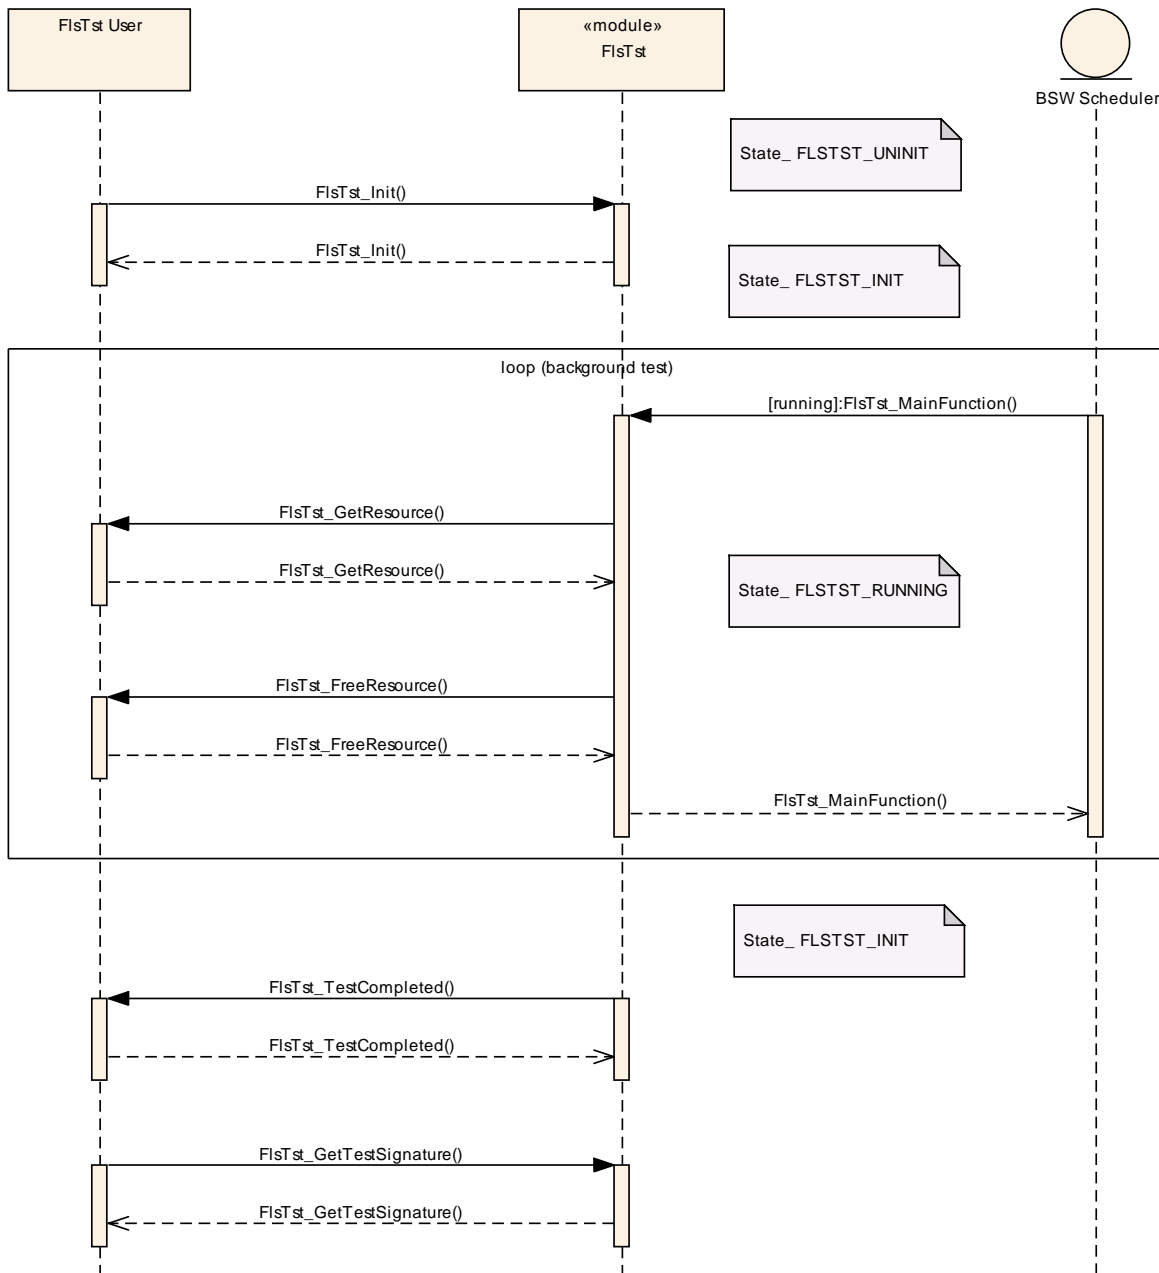 FlsTst User
«module»
FlsTst
BSW Scheduler
State_ FLSTST_UNINIT
FlsTst_Init()
FlsTst_Init()
State_ FLSTST_INIT
loop (background test)
[running]:FlsTst_MainFunction()
FlsTst_GetResource()
FlsTst_GetResource()
State_ FLSTST_RUNNING
FlsTst_FreeResource()
FlsTst_FreeResource()
FlsTst_MainFunction()
State_ FLSTST_INIT
FlsTst_TestCompleted()
FlsTst_TestCompleted()
FlsTst_GetTestSignature()
FlsTst_GetTestSignature()